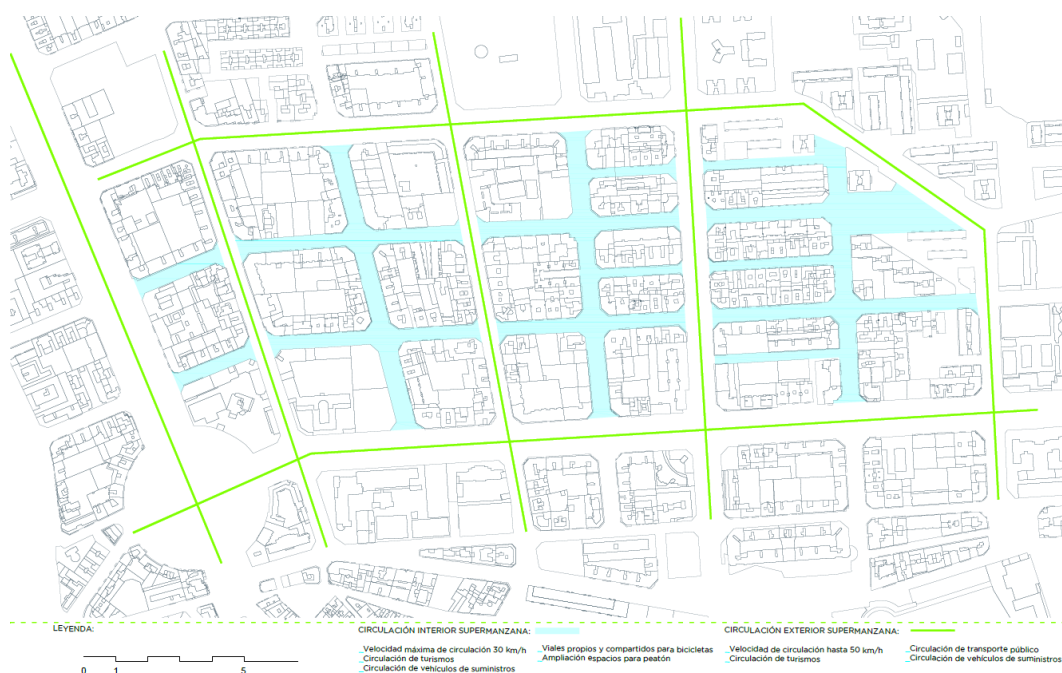 LEYENDA:
0 1 5
CIRCULACIÓN INTERIOR SUPERMANZANA:
_Velocidad máxima de circulación 30 km/h
_Circulación de turismos
_Circulación de vehículos de suministros
_Viales propios y compartidos para bicicletas
_Ampliación espacios para peatón
CIRCULACIÓN EXTERIOR SUPERMANZANA:
_Velocidad de circulación hasta 50 km/h
_Circulación de turismos
_Circulación de transporte público
_Circulación de vehículos de suministros